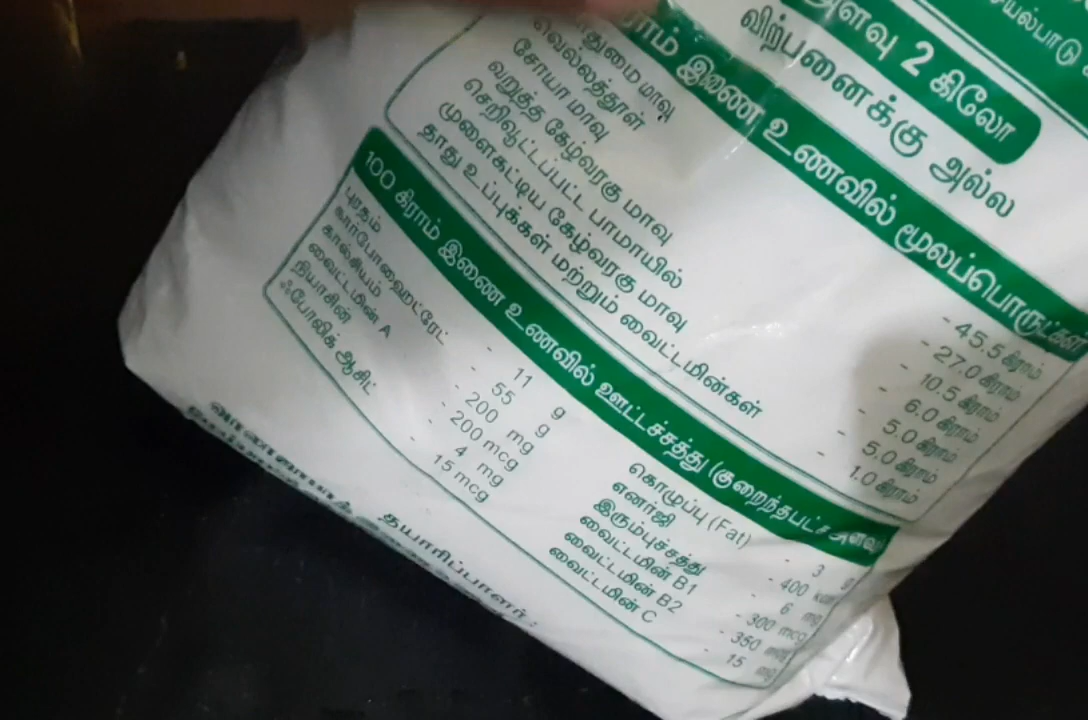 அளவு 2 கிலோ
விற்பனைக்கு அல்ல
இணை உணவில் மூலப்பொருட்கள்
மாவு - 45.5 கிராம்
வெல்லத்தூள் - 27.0 கிராம்
சோயா மாவு - 10.5 கிராம்
வறுத்த கேழ்வரகு மாவு - 6.0 கிராம்
செறிவூட்டப்பட்ட பாமாயில் - 5.0 கிராம்
முளைகட்டிய கேழ்வரகு மாவு - 5.0 கிராம்
தாது உப்புக்கள் மற்றும் வைட்டமின்கள் - 1.0 கிராம்
100 கிராம் இணை உணவில் ஊட்டச்சத்து (குறைந்தபட்ச அளவு)
புரதம் - 11 g கொழுப்பு (Fat) - 3 g
கார்போஹைட்ரேட் - 55 g எனர்ஜி - 400
கால்சியம் - 200 mg இரும்புச்சத்து - 6 mg
வைட்டமின் A - 200 mcg வைட்டமின் B1 - 300 mcg
நியாசின் - 4 mg வைட்டமின் B2 - 350
ஃபோலிக் ஆசிட் - 15 mcg வைட்டமின் C - 15
தயாரிப்பாளர் :